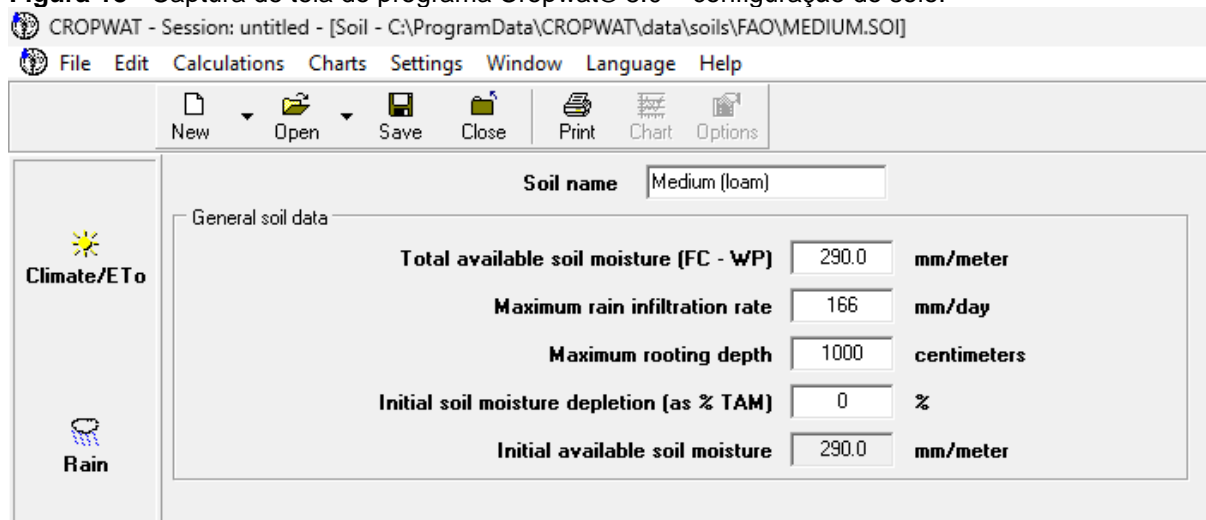 Captura de tela do programa Cropwat® 8.0 – configuração do solo.
CROPWAT - Session: untitled - [Soil - C:\ProgramData\CROPWAT\data\soils\FAO\MEDIUM.SOI]
File Edit Calculations Charts Settings Window Language Help
New Open Save Close Print Chart Options
Soil name Medium (loam)
General soil data
Climate/ETo
Total available soil moisture (FC - WP) 290.0 mm/meter
Maximum rain infiltration rate 166 mm/day
Maximum rooting depth 1000 centimeters
Initial soil moisture depletion (as % TAM) 0 %
Initial available soil moisture 290.0 mm/meter
Rain